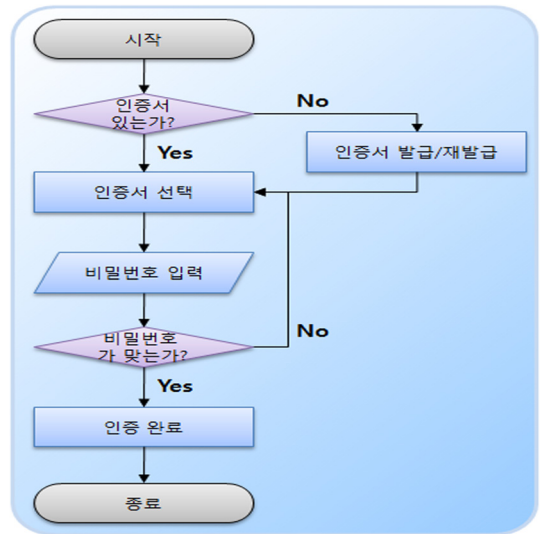 시작
인증서
있는가?
No
인증서 발급/재발급
Yes
인증서 선택
비밀번호 입력
비밀번호
가 맞는가?
No
Yes
인증 완료
종료